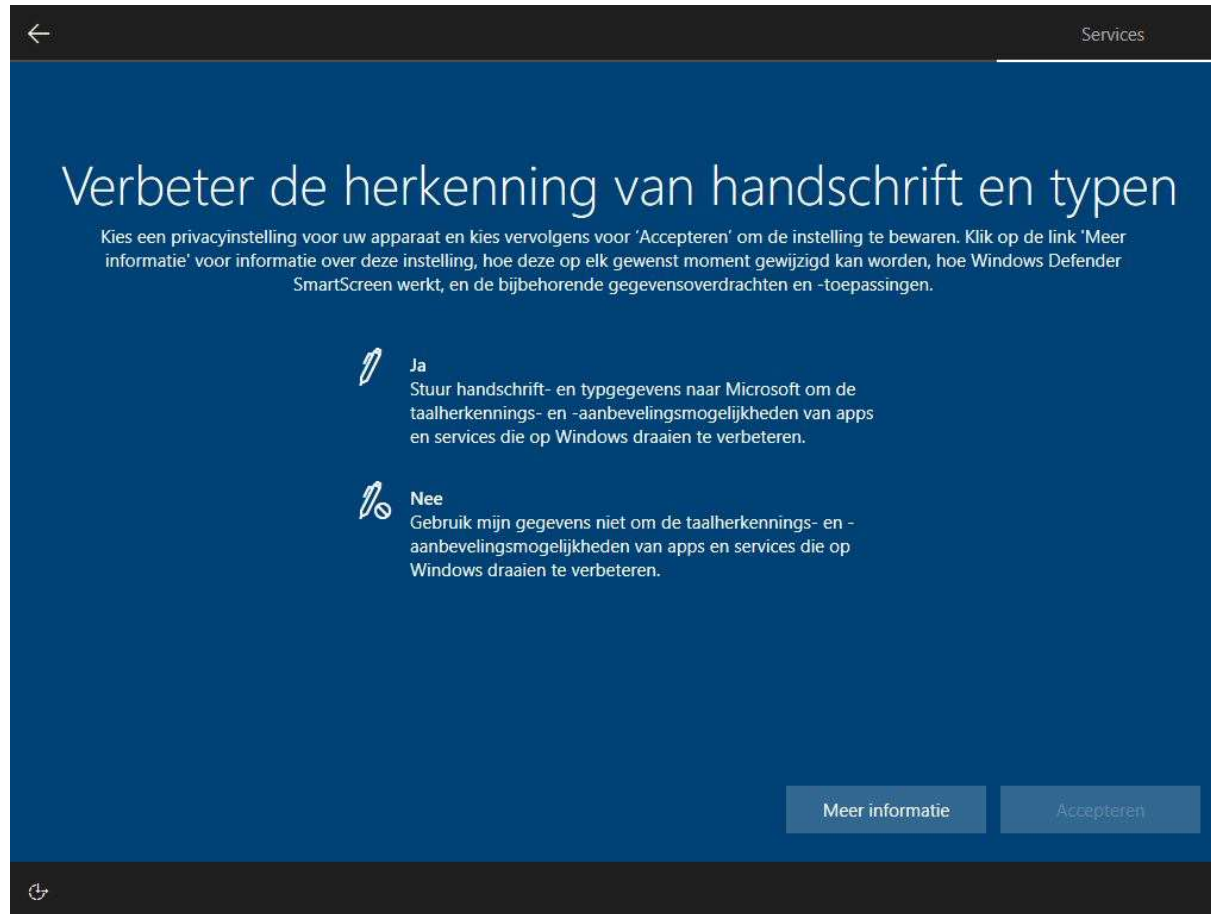 Services
Verbeter de herkenning van handschrift en typen
Kies een privacyinstelling voor uw apparaat en kies vervolgens voor 'Accepteren' om de instelling te bewaren. Klik op de link 'Meer
informatie' voor informatie over deze instelling, hoe deze op elk gewenst moment gewijzigd kan worden, hoe Windows Defender
SmartScreen werkt, en de bijbehorende gegevensoverdrachten en -toepassingen.
Ja
Stuur handschrift- en typgegevens naar Microsoft om de
taalherkennings- en -aanbevelingsmogelijkheden van apps
en services die op Windows draaien te verbeteren.
Nee
Gebruik mijn gegevens niet om de taalherkennings- en -
aanbevelingsmogelijkheden van apps en services die op
Windows draaien te verbeteren.
Meer informatie
Accepteren